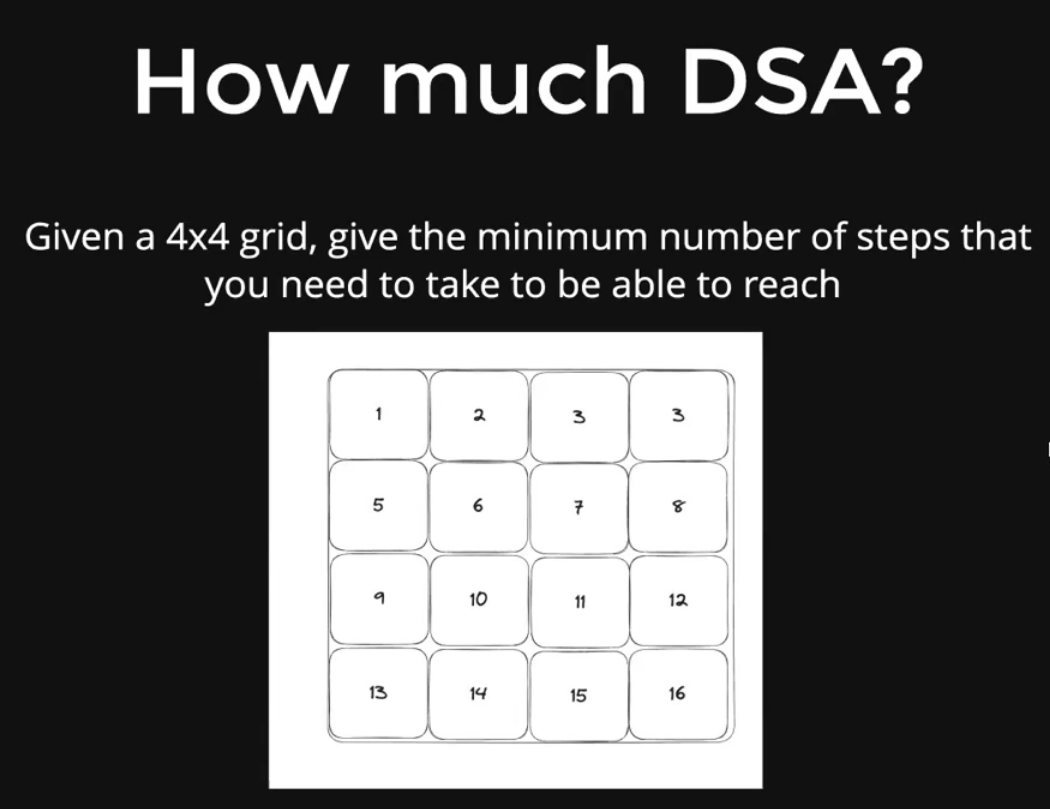 How much DSA?
Given a 4x4 grid, give the minimum number of steps that
you need to take to be able to reach
1 2 3 3
5 6 7 8
9 10 11 12
13 14 15 16